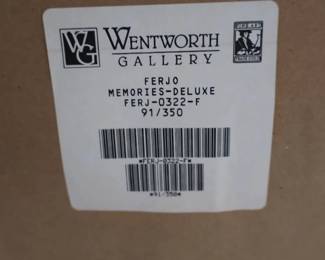 WG
WENTWORTH
GALLERY
FERJO
MEMORIES-DELUXE
FERJ-0322-F
91/350
*FERJ-0322-F*
*91/350*